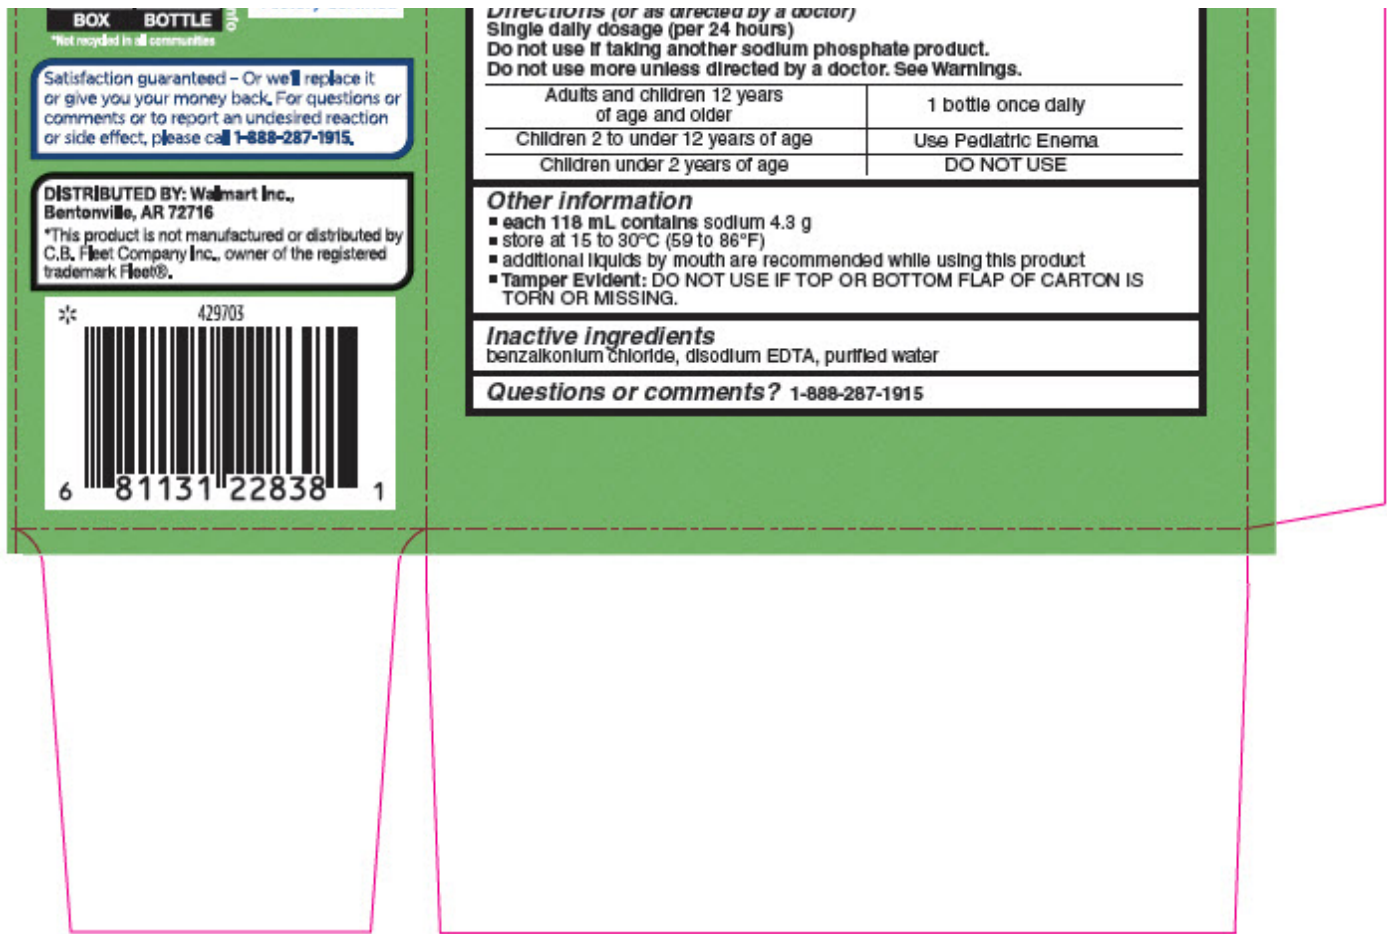 BOX BOTTLE
info
*Not recycled in all communities
Satisfaction guaranteed – Or we'll replace it
or give you your money back. For questions or
comments or to report an undesired reaction
or side effect, please call 1-888-287-1915.
DISTRIBUTED BY: Walmart Inc.,
Bentonville, AR 72716
*This product is not manufactured or distributed by
C.B. Fleet Company Inc., owner of the registered
trademark Fleet®.
429703
6 81131 22838 1
Directions (or as directed by a doctor)
Single daily dosage (per 24 hours)
Do not use if taking another sodium phosphate product.
Do not use more unless directed by a doctor. See Warnings.
Adults and children 12 years
of age and older
1 bottle once daily
Children 2 to under 12 years of age
Use Pediatric Enema
Children under 2 years of age
DO NOT USE
Other information
▪ each 118 mL contains sodium 4.3 g
▪ store at 15 to 30°C (59 to 86°F)
▪ additional liquids by mouth are recommended while using this product
▪ Tamper Evident: DO NOT USE IF TOP OR BOTTOM FLAP OF CARTON IS
TORN OR MISSING.
Inactive ingredients
benzalkonium chloride, disodium EDTA, purified water
Questions or comments? 1-888-287-1915